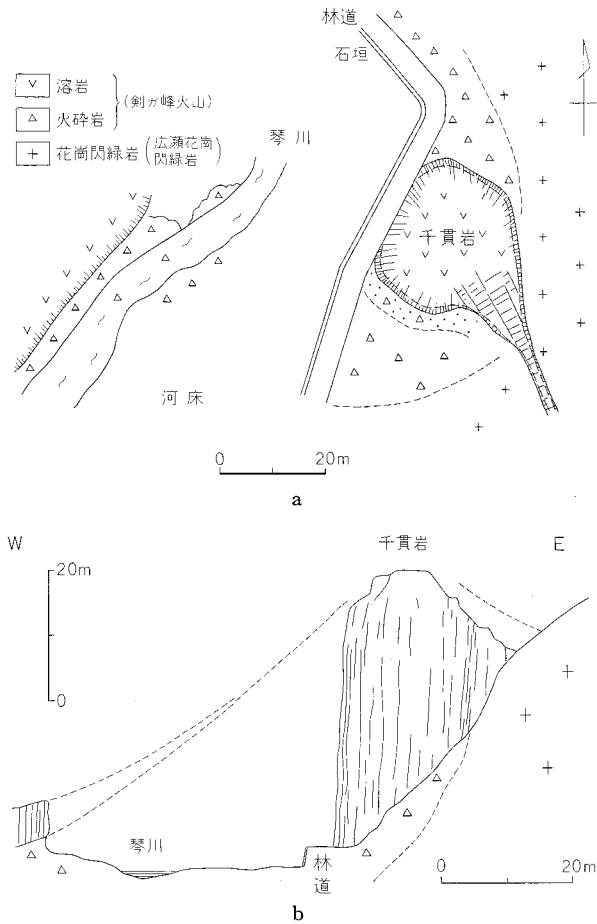 林道
石垣
溶岩
火砕岩
(剣ガ峰火山)
花崗閃緑岩(広瀬花崗閃緑岩)
琴川
千貫岩
河床
0 20m
a
W
千貫岩
E
20m
0
琴川
林道
0 20m
b